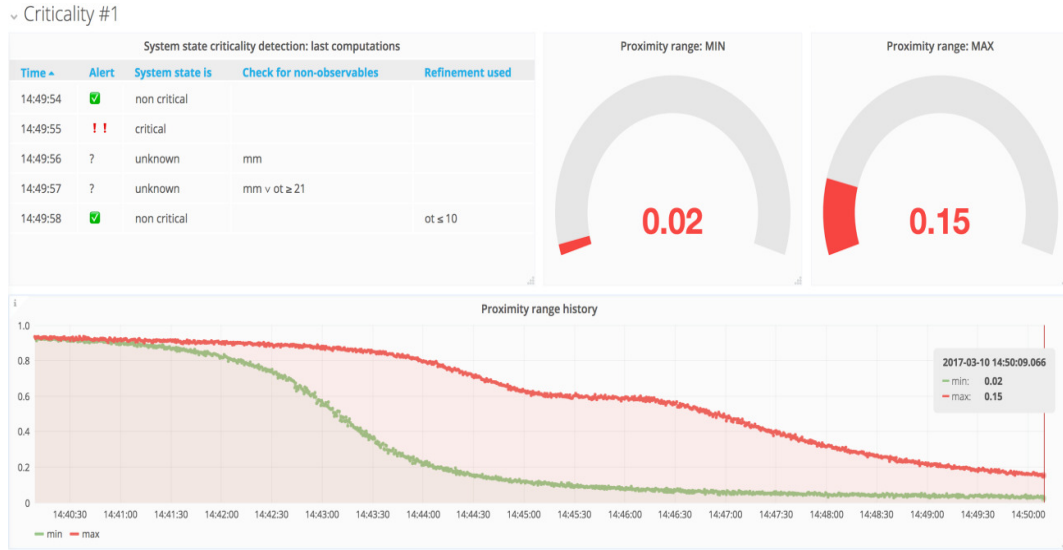 Criticality #1
System state criticality detection: last computations
Time Alert System state is Check for non-observables Refinement used
14:49:54 non critical
14:49:55 !! critical
14:49:56 ? unknown mm
14:49:57 ? unknown mm ∨ ot ≥ 21
14:49:58 non critical ot ≤ 10
Proximity range: MIN
0.02
Proximity range: MAX
0.15
i
Proximity range history
1.0
0.8
0.6
0.4
0.2
0
14:40:30 14:41:00 14:41:30 14:42:00 14:42:30 14:43:00 14:43:30 14:44:00 14:44:30 14:45:00 14:45:30 14:46:00 14:46:30 14:47:00 14:47:30 14:48:00 14:48:30 14:49:00 14:49:30 14:50:00
2017-03-10 14:50:09.066
min: 0.02
max: 0.15
min max